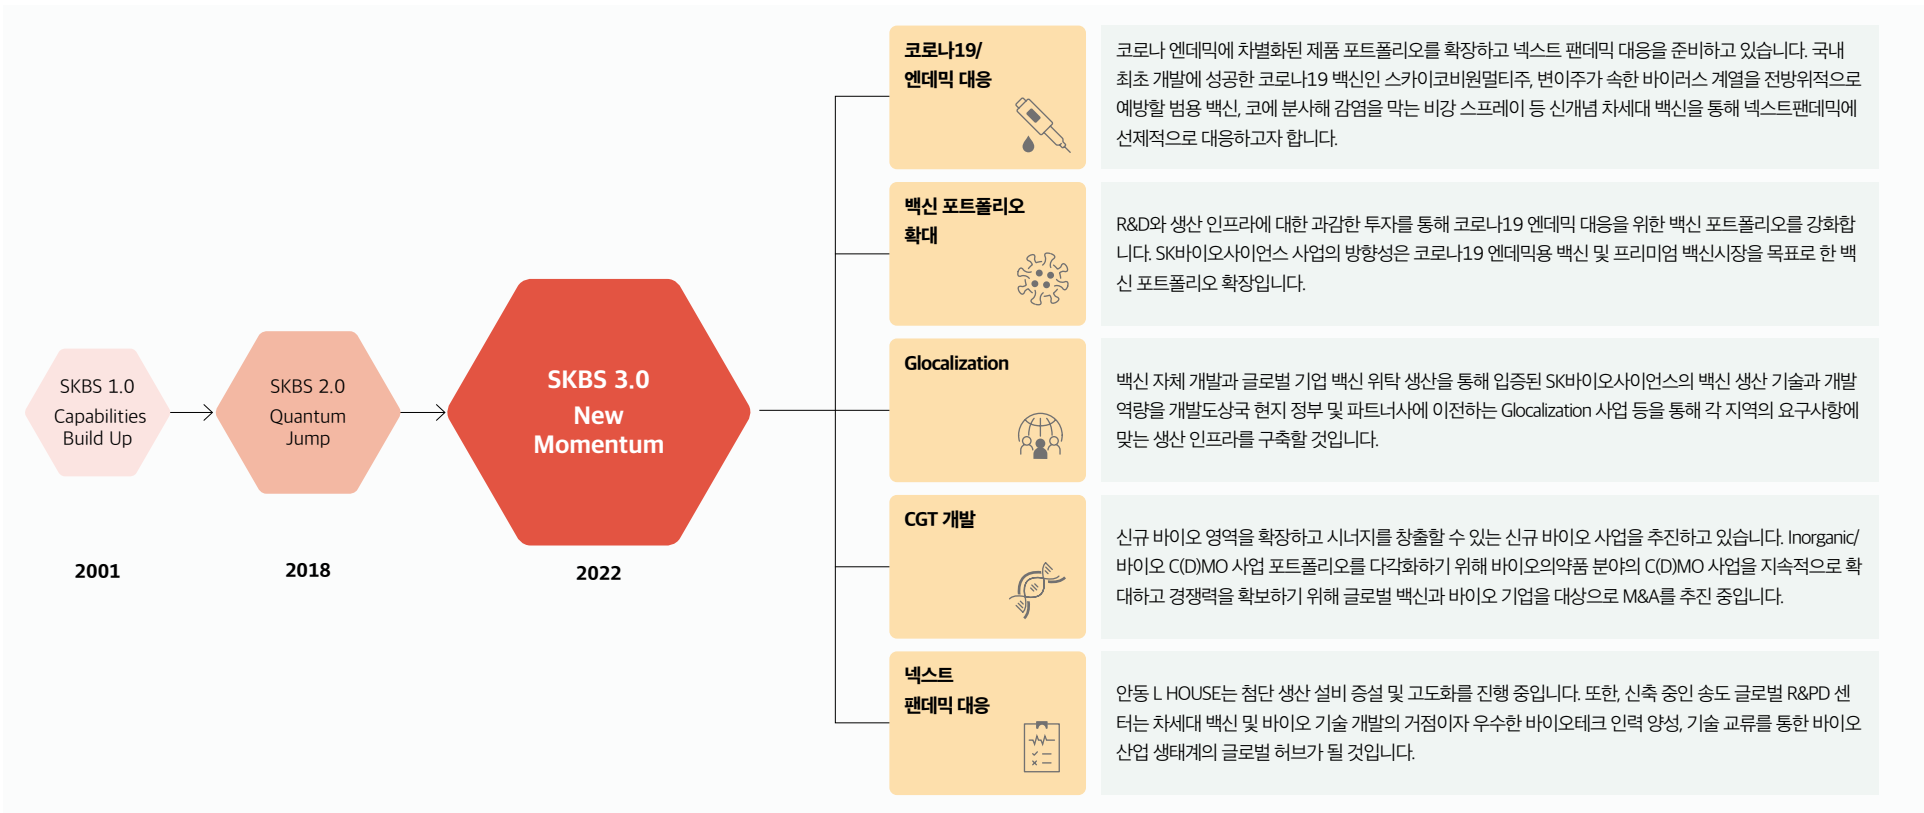 SKBS 1.0
Capabilities
Build Up
2001
SKBS 2.0
Quantum
Jump
2018
SKBS 3.0
New
Momentum
2022
코로나19/
엔데믹 대응
코로나 엔데믹에 차별화된 제품 포트폴리오를 확장하고 넥스트 팬데믹 대응을 준비하고 있습니다. 국내
최초 개발에 성공한 코로나19 백신인 스카이코비원멀티주, 변이주가 속한 바이러스 계열을 전방위적으로
예방할 범용 백신, 코에 분사해 감염을 막는 비강 스프레이 등 신개념 차세대 백신을 통해 넥스트팬데믹에
선제적으로 대응하고자 합니다.
백신 포트폴리오
확대
R&D와 생산 인프라에 대한 과감한 투자를 통해 코로나19 엔데믹 대응을 위한 백신 포트폴리오를 강화합
니다. SK바이오사이언스 사업의 방향성은 코로나19 엔데믹용 백신 및 프리미엄 백신시장을 목표로 한 백
신 포트폴리오 확장입니다.
Glocalization
백신 자체 개발과 글로벌 기업 백신 위탁 생산을 통해 입증된 SK바이오사이언스의 백신 생산 기술과 개발
역량을 개발도상국 현지 정부 및 파트너사에 이전하는 Glocalization 사업 등을 통해 각 지역의 요구사항에
맞는 생산 인프라를 구축할 것입니다.
CGT 개발
신규 바이오 영역을 확장하고 시너지를 창출할 수 있는 신규 바이오 사업을 추진하고 있습니다. Inorganic/
바이오 C(D)MO 사업 포트폴리오를 다각화하기 위해 바이오의약품 분야의 C(D)MO 사업을 지속적으로 확
대하고 경쟁력을 확보하기 위해 글로벌 백신과 바이오 기업을 대상으로 M&A를 추진 중입니다.
넥스트
팬데믹 대응
안동 L HOUSE는 첨단 생산 설비 증설 및 고도화를 진행 중입니다. 또한, 신축 중인 송도 글로벌 R&PD 센
터는 차세대 백신 및 바이오 기술 개발의 거점이자 우수한 바이오테크 인력 양성, 기술 교류를 통한 바이오
산업 생태계의 글로벌 허브가 될 것입니다.